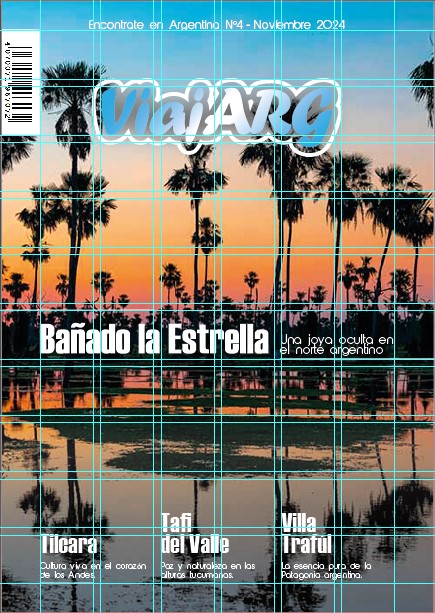 Encontrate en Argentina N°4 - Noviembre 2024
ViajARG
Bañado la Estrella
Una joya oculta en
el norte argentino
Tilcara
Cultura viva en el corazón
de los Andes.
Tafi
del Valle
Paz y naturaleza en las
alturas tucumanas.
Villa
Traful
La esencia pura de la
Patagonia argentina.